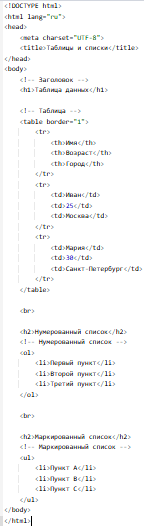 <!DOCTYPE html>
<html lang="ru">
<head>
<meta charset="UTF-8">
<title>Таблицы и списки</title>
</head>
<body>
<!-- Заголовок -->
<h1>Таблица данных</h1>
<!-- Таблица -->
<table border="1">
<tr>
<th>Имя</th>
<th>Возраст</th>
<th>Город</th>
</tr>
<tr>
<td>Иван</td>
<td>25</td>
<td>Москва</td>
</tr>
<tr>
<td>Мария</td>
<td>30</td>
<td>Санкт-Петербург</td>
</tr>
</table>
<br>
<h2>Нумерованный список</h2>
<!-- Нумерованный список -->
<ol>
<li>Первый пункт</li>
<li>Второй пункт</li>
<li>Третий пункт</li>
</ol>
<br>
<h2>Маркированный список</h2>
<!-- Маркированный список -->
<ul>
<li>Пункт A</li>
<li>Пункт B</li>
<li>Пункт C</li>
</ul>
</body>
</html>